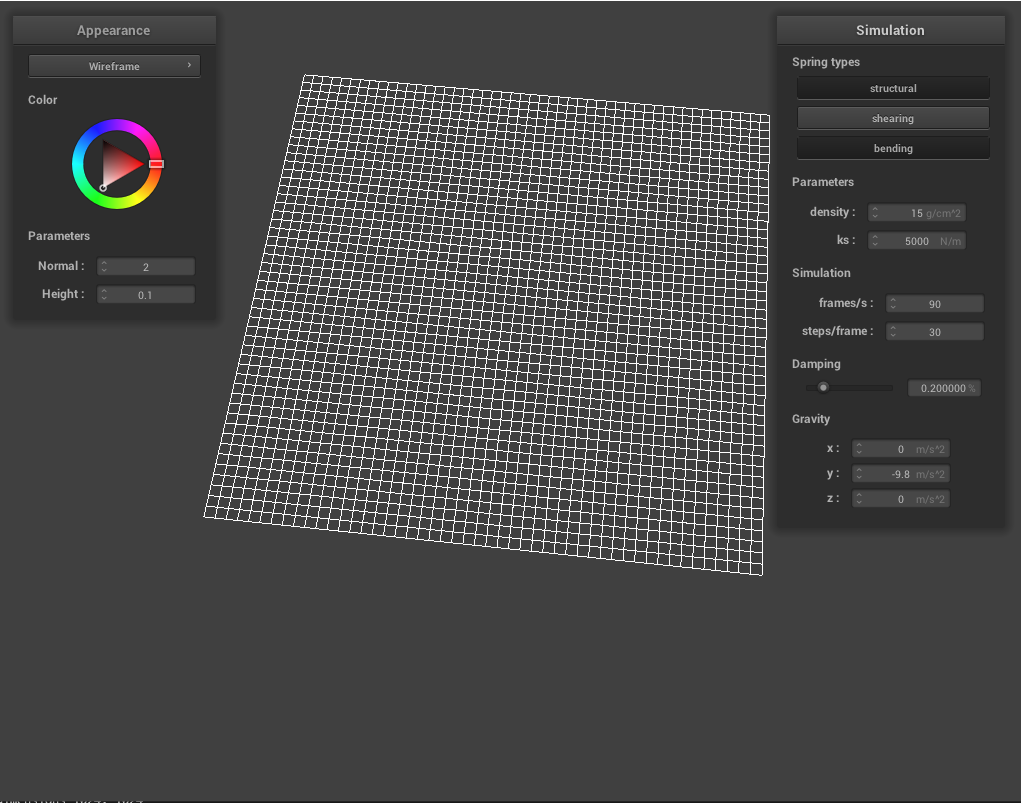 Appearance
Wireframe
Color
Parameters
Normal : 2
Height : 0.1
Simulation
Spring types
structural
shearing
bending
Parameters
density : 15 g/cm^2
ks : 5000 N/m
Simulation
frames/s : 90
steps/frame : 30
Damping
0.200000 %
Gravity
x : 0 m/s^2
y : -9.8 m/s^2
z : 0 m/s^2